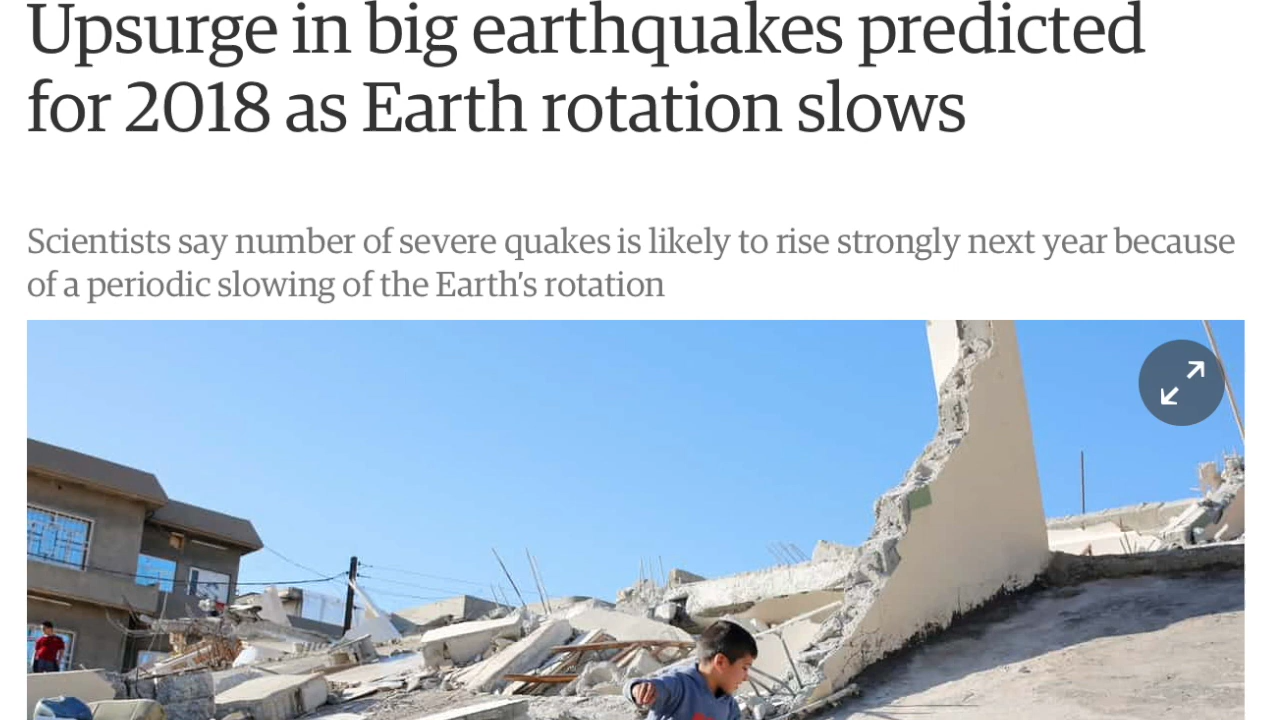 Upsurge in big earthquakes predicted
for 2018 as Earth rotation slows
Scientists say number of severe quakes is likely to rise strongly next year because
of a periodic slowing of the Earth's rotation